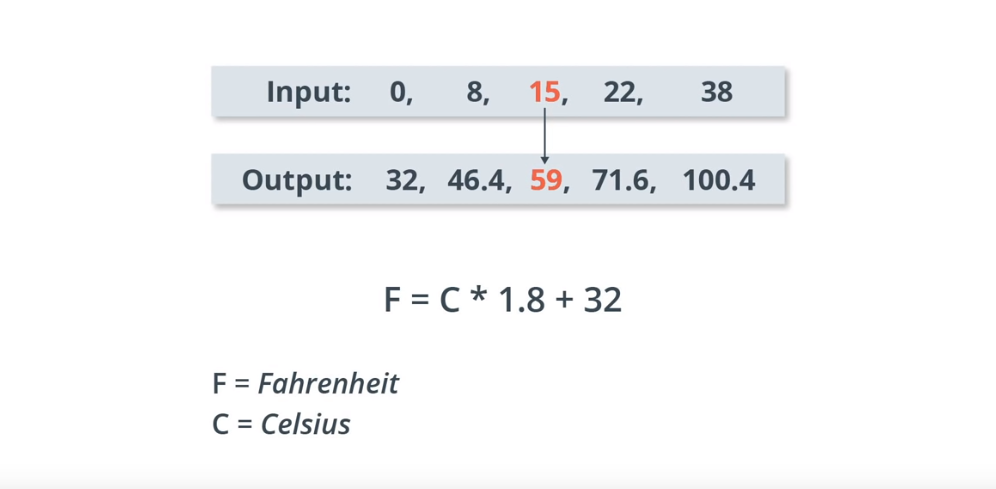 Input: 0, 8, 15, 22, 38
Output: 32, 46.4, 59, 71.6, 100.4
F = C * 1.8 + 32
F = Fahrenheit
C = Celsius